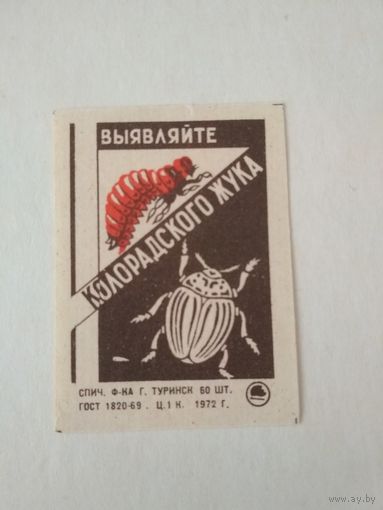 ВЫЯВЛЯЙТЕ
КОЛОРАДСКОГО ЖУКА
СПИЧ. Ф-КА Г. ТУРИНСК 60 ШТ.
ГОСТ 1820-69. Ц.1 К. 1972 Г.
www.ay.by